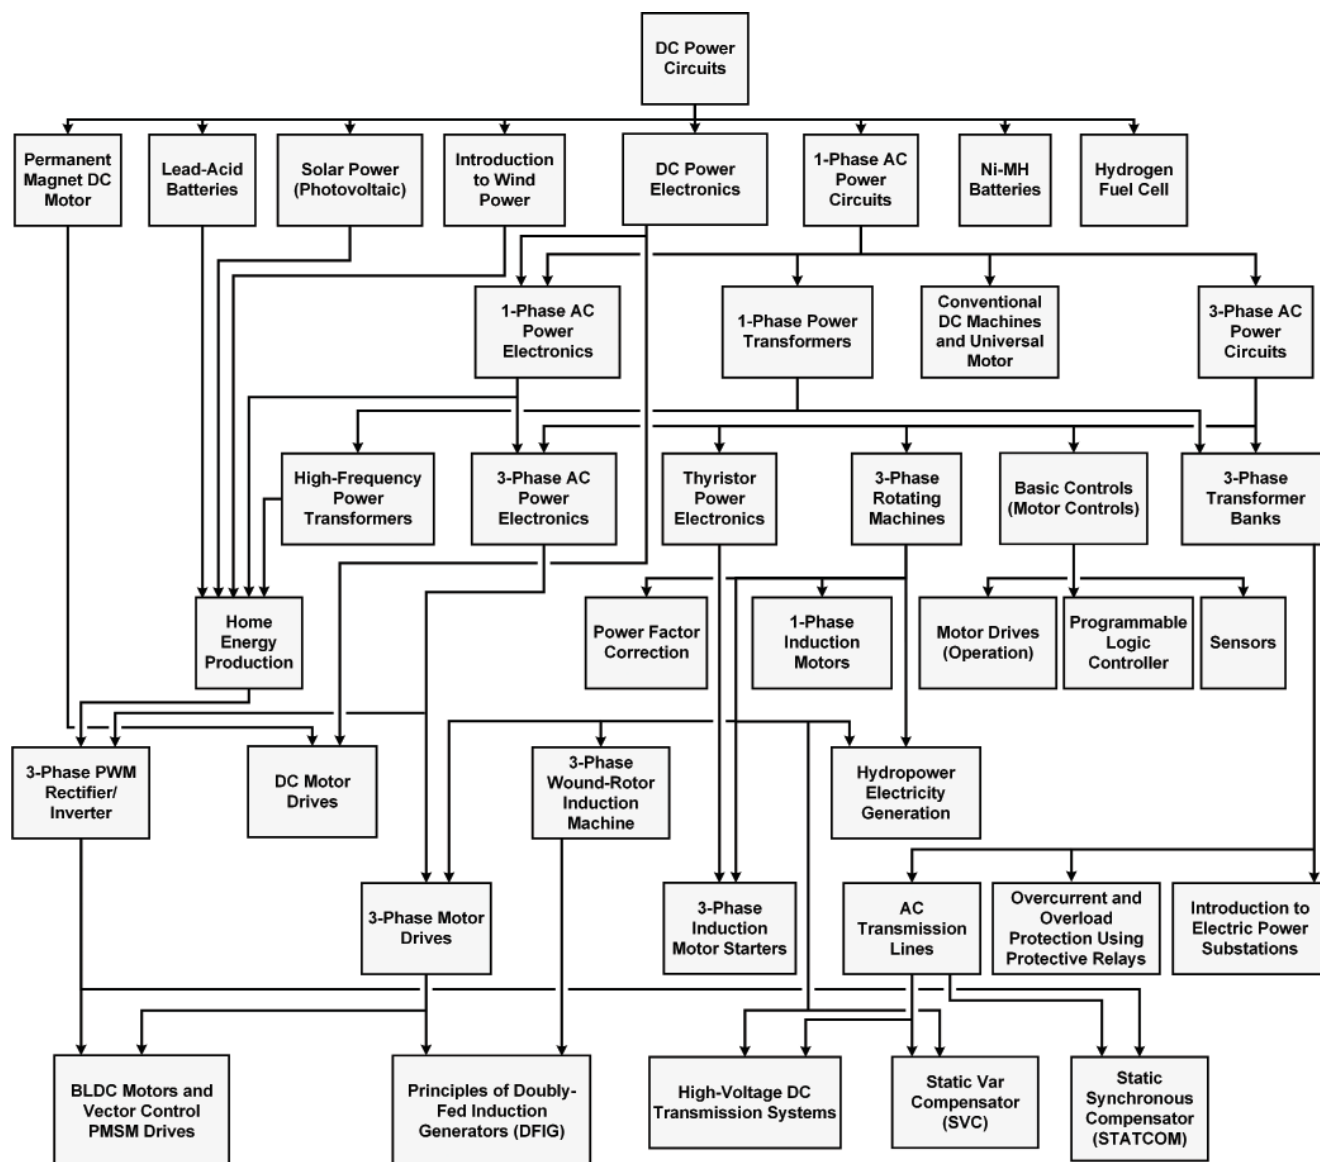 DC Power
Circuits
Permanent
Magnet DC
Motor
Lead-Acid
Batteries
Solar Power
(Photovoltaic)
Introduction
to Wind
Power
DC Power
Electronics
1-Phase AC
Power
Circuits
Ni-MH
Batteries
Hydrogen
Fuel Cell
1-Phase AC
Power
Electronics
1-Phase Power
Transformers
Conventional
DC Machines
and Universal
Motor
3-Phase AC
Power
Circuits
High-Frequency
Power
Transformers
3-Phase AC
Power
Electronics
Thyristor
Power
Electronics
3-Phase
Rotating
Machines
Basic Controls
(Motor Controls)
3-Phase
Transformer
Banks
Home
Energy
Production
Power Factor
Correction
1-Phase
Induction
Motors
Motor Drives
(Operation)
Programmable
Logic
Controller
Sensors
3-Phase PWM
Rectifier/
Inverter
DC Motor
Drives
3-Phase
Wound-Rotor
Induction
Machine
Hydropower
Electricity
Generation
3-Phase Motor
Drives
3-Phase
Induction
Motor Starters
AC
Transmission
Lines
Overcurrent and
Overload
Protection Using
Protective Relays
Introduction to
Electric Power
Substations
BLDC Motors and
Vector Control
PMSM Drives
Principles of Doubly-
Fed Induction
Generators (DFIG)
High-Voltage DC
Transmission Systems
Static Var
Compensator
(SVC)
Static
Synchronous
Compensator
(STATCOM)